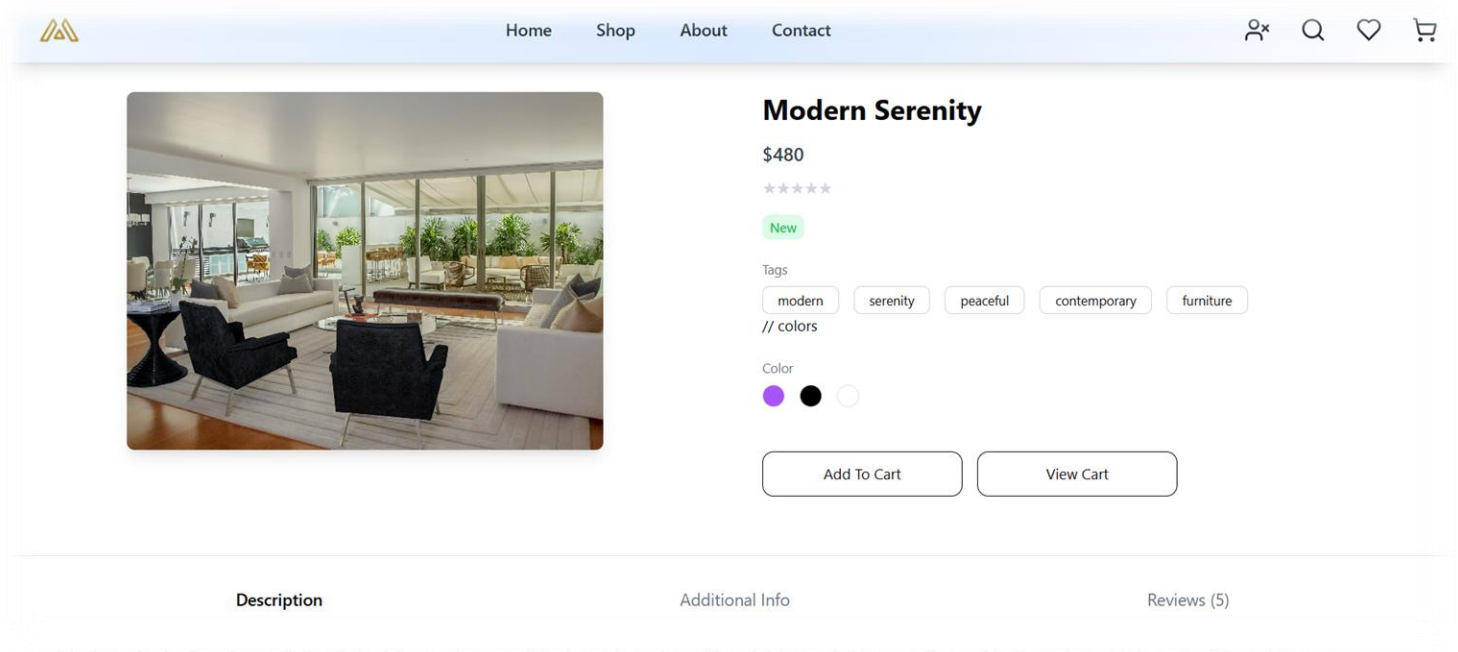 Home Shop About Contact
Modern Serenity
$480
★★★★★
New
Tags
modern serenity peaceful contemporary furniture
// colors
Color
Add To Cart View Cart
Description Additional Info Reviews (5)